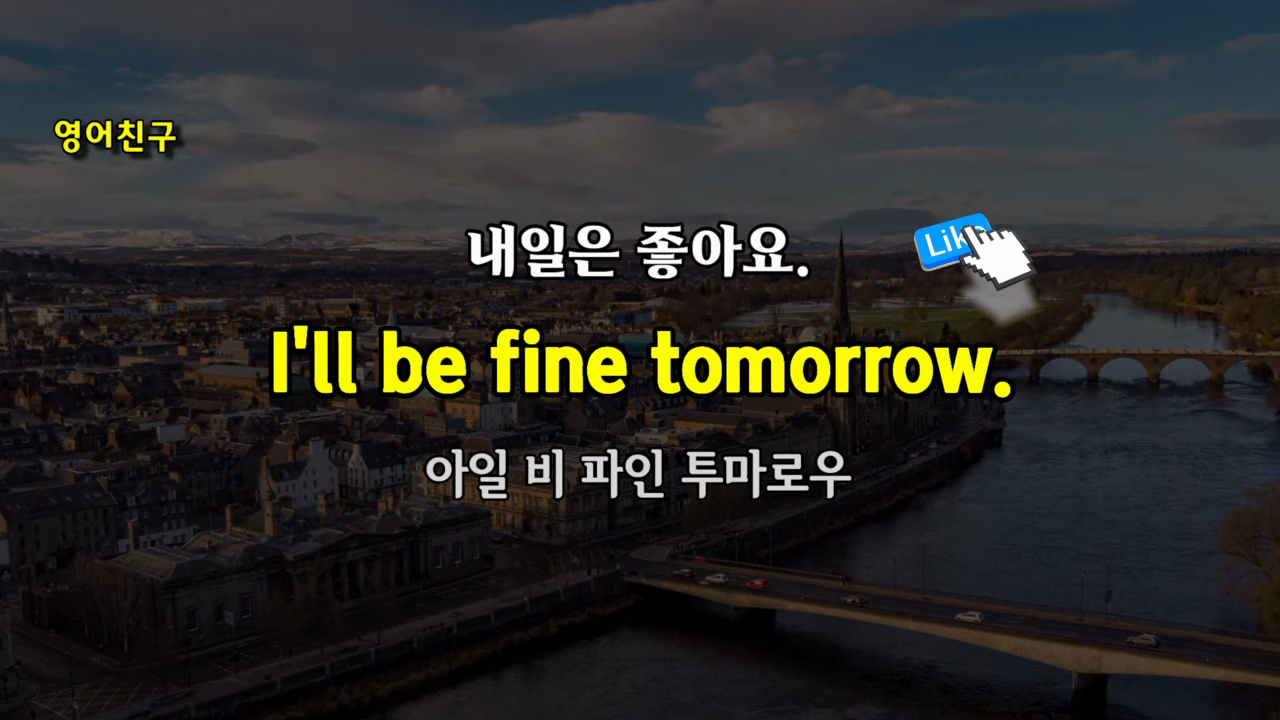 영어친구
내일은 좋아요.
Like
I'll be fine tomorrow.
아일 비 파인 투마로우